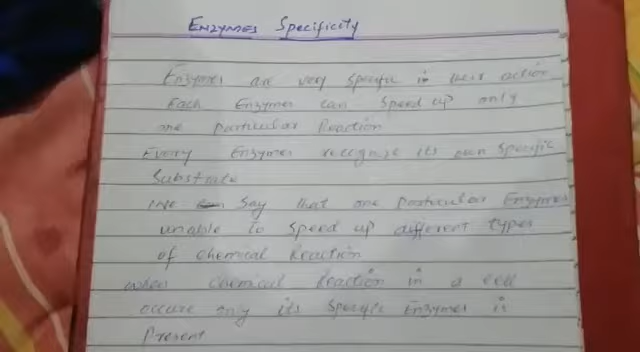 Enzymes Specificity
Enzymes are very specific in their action
Each Enzymes can speed up only
one particular Reaction
Every Enzymes recognize its own specific
Substrate
We say that one particular Enzymes
unable to speed up different types
of chemical Reaction
when chemical Reaction in a cell
occure only its specific Enzymes is
Present